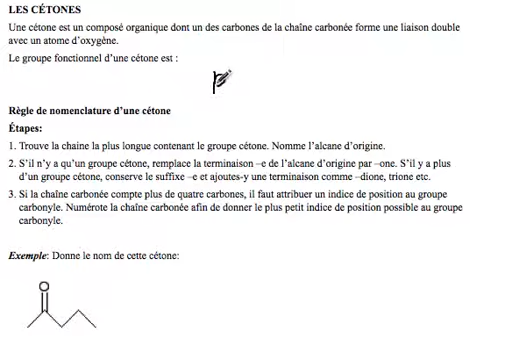 LES CÉTONES
Une cétone est un composé organique dont un des carbones de la chaîne carbonée forme une liaison double
avec un atome d'oxygène.
Le groupe fonctionnel d'une cétone est :
Règle de nomenclature d'une cétone
Étapes:
1. Trouve la chaine la plus longue contenant le groupe cétone. Nomme l'alcane d'origine.
2. S'il n'y a qu'un groupe cétone, remplace la terminaison –e de l'alcane d'origine par –one. S'il y a plus
d'un groupe cétone, conserve le suffixe –e et ajoutes-y une terminaison comme –dione, trione etc.
3. Si la chaîne carbonée compte plus de quatre carbones, il faut attribuer un indice de position au groupe
carbonyle. Numérote la chaîne carbonée afin de donner le plus petit indice de position possible au groupe
carbonyle.
Exemple: Donne le nom de cette cétone:
O